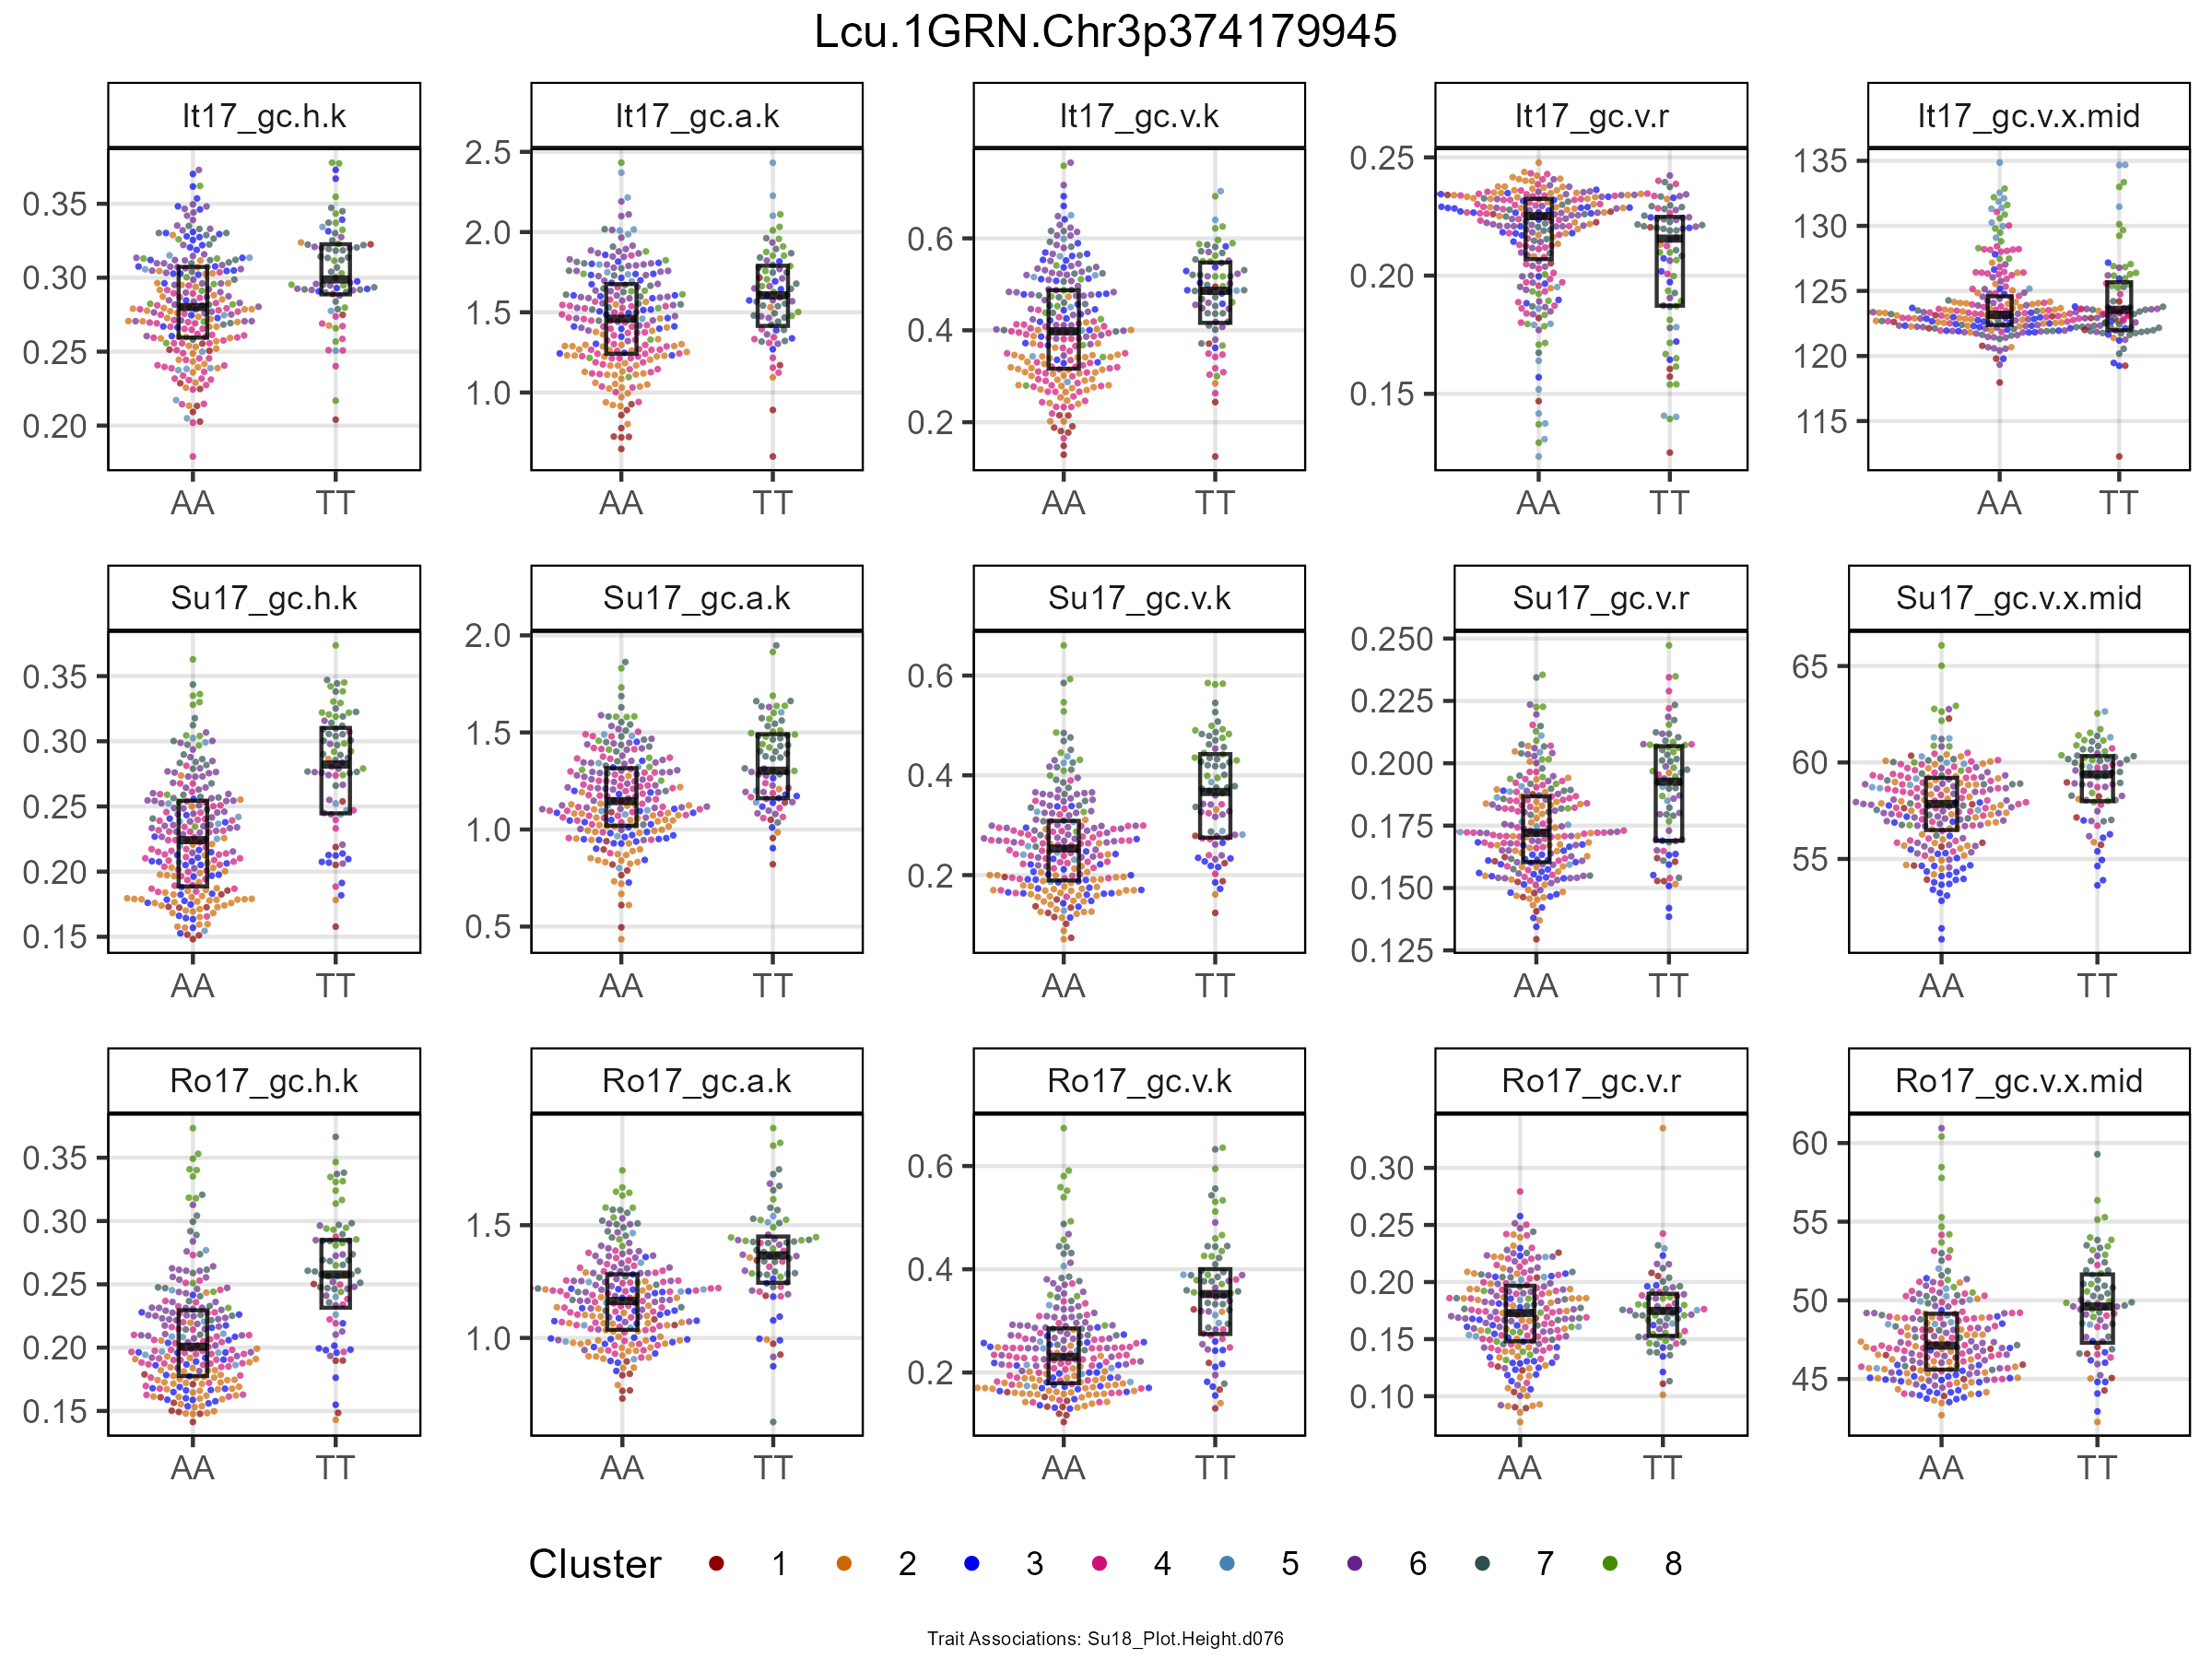 Lcu.1GRN.Chr3p374179945
It17_gc.h.k It17_gc.a.k It17_gc.v.k It17_gc.v.r It17_gc.v.x.mid
0.35
0.30
0.25
0.20
AA TT
2.5
2.0
1.5
1.0
AA TT
0.6
0.4
0.2
AA TT
0.25
0.20
0.15
AA TT
135
130
125
120
115
AA TT
Su17_gc.h.k Su17_gc.a.k Su17_gc.v.k Su17_gc.v.r Su17_gc.v.x.mid
0.35
0.30
0.25
0.20
0.15
AA TT
2.0
1.5
1.0
0.5
AA TT
0.6
0.4
0.2
AA TT
0.250
0.225
0.200
0.175
0.150
0.125
AA TT
65
60
55
AA TT
Ro17_gc.h.k Ro17_gc.a.k Ro17_gc.v.k Ro17_gc.v.r Ro17_gc.v.x.mid
0.35
0.30
0.25
0.20
0.15
AA TT
1.5
1.0
AA TT
0.6
0.4
0.2
AA TT
0.30
0.25
0.20
0.15
0.10
AA TT
60
55
50
45
AA TT
Cluster 1 2 3 4 5 6 7 8
Trait Associations: Su18_Plot.Height.d076